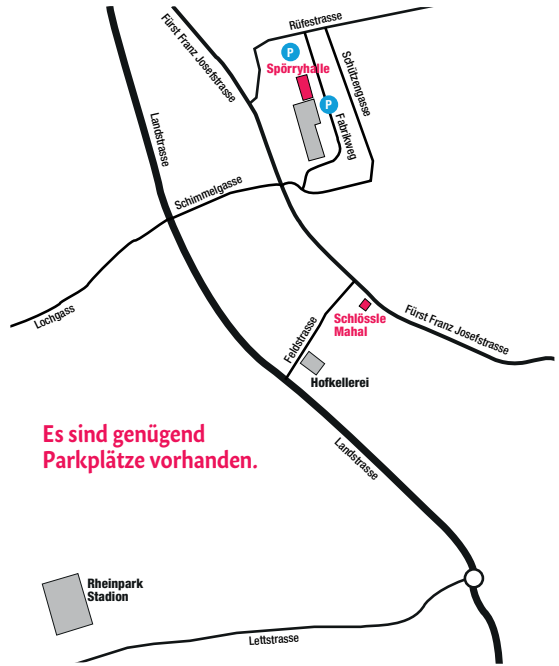 Rüfestrasse
Fürst Franz Josefstrasse
P
Spörryhalle
Schützengasse
P
Fabrikweg
Landstrasse
Schimmelgasse
Lochgass
Feldstrasse
Schlössle
Mahal
Fürst Franz Josefstrasse
Hofkellerei
Es sind genügend
Parkplätze vorhanden.
Landstrasse
Rheinpark
Stadion
Lettstrasse